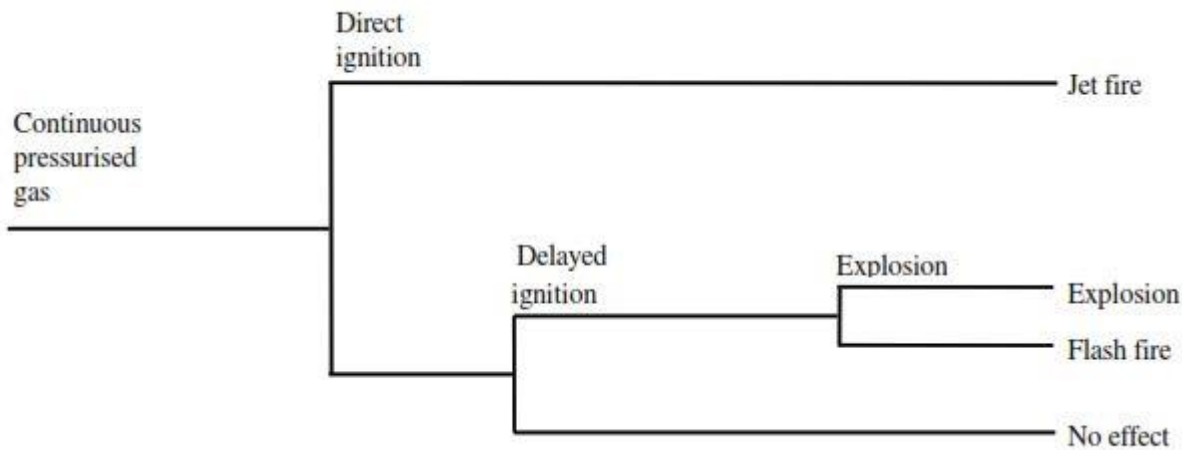 Direct
ignition
Jet fire
Continuous
pressurised
gas
Delayed
ignition
Explosion
Explosion
Flash fire
No effect